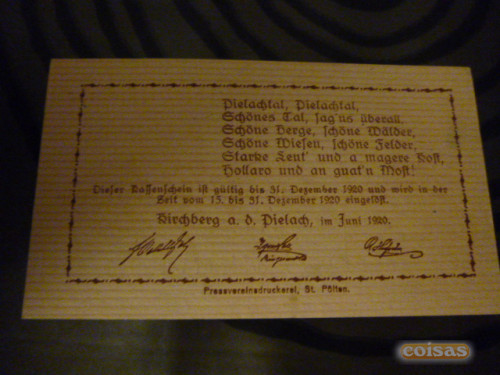 Pielachtal, Pielachtal,
Schönes Tal, sag'ns überall,
Schöne Berge, schöne Wälder,
Schöne Wiesen, schöne Felder,
Starke Leut' und a magere Kost,
Hollaro und an guat'n Most!
Dieser Kassenschein ist gültig bis 31. Dezember 1920 und wird in der
Zeit vom 15. bis 31. Dezember 1920 eingelöst.
Kirchberg a. d. Pielach, im Juni 1920.
Pressvereinsdruckerei, St. Pölten.
coisas